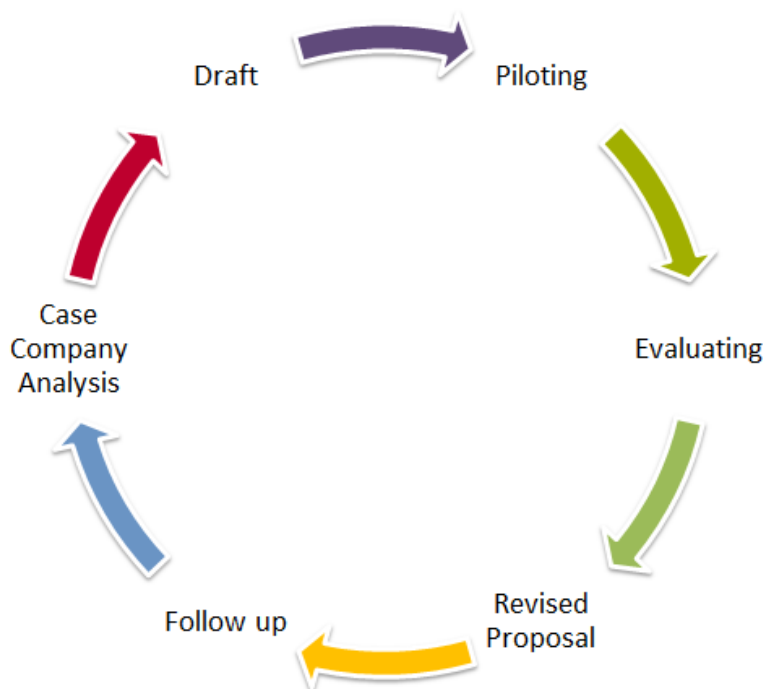 Draft
Piloting
Case
Company
Analysis
Evaluating
Follow up
Revised
Proposal